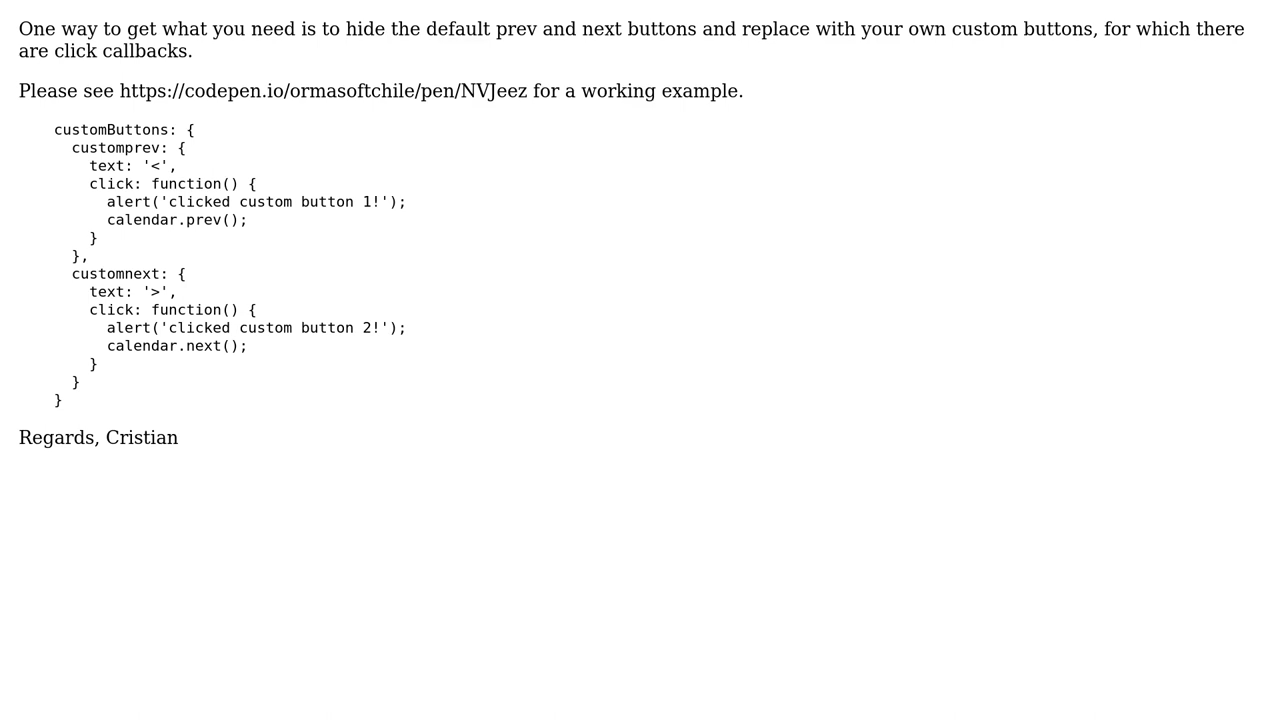 One way to get what you need is to hide the default prev and next buttons and replace with your own custom buttons, for which there
are click callbacks.
Please see https://codepen.io/ormasoftchile/pen/NVJeez for a working example.
customButtons: {
  customprev: {
    text: '<',
    click: function() {
      alert('clicked custom button 1!');
      calendar.prev();
    }
  },
  customnext: {
    text: '>',
    click: function() {
      alert('clicked custom button 2!');
      calendar.next();
    }
  }
}
Regards, Cristian